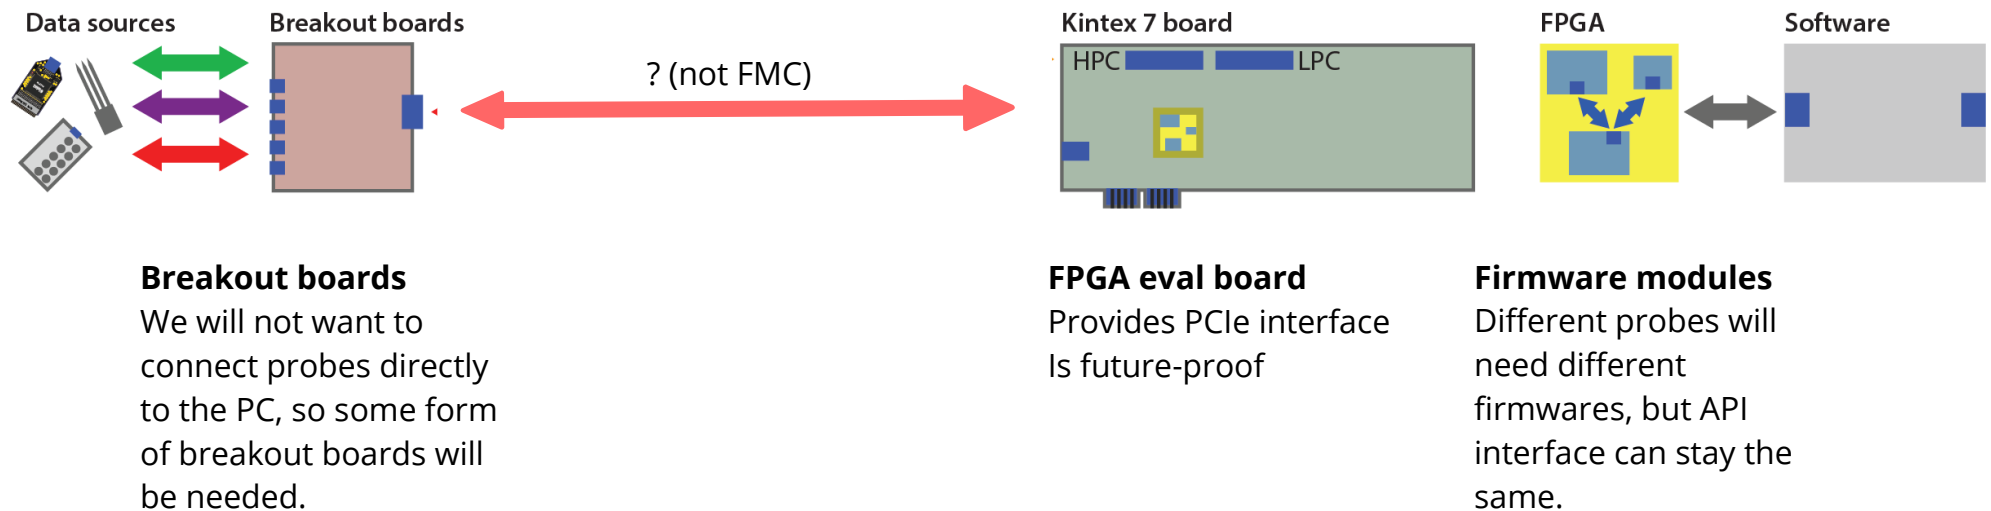 Data sources
Breakout boards
Kintex 7 board
FPGA
Software
? (not FMC)
HPC
LPC
Breakout boards
We will not want to
connect probes directly
to the PC, so some form
of breakout boards will
be needed.
FPGA eval board
Provides PCIe interface
Is future-proof
Firmware modules
Different probes will
need different
firmwares, but API
interface can stay the
same.